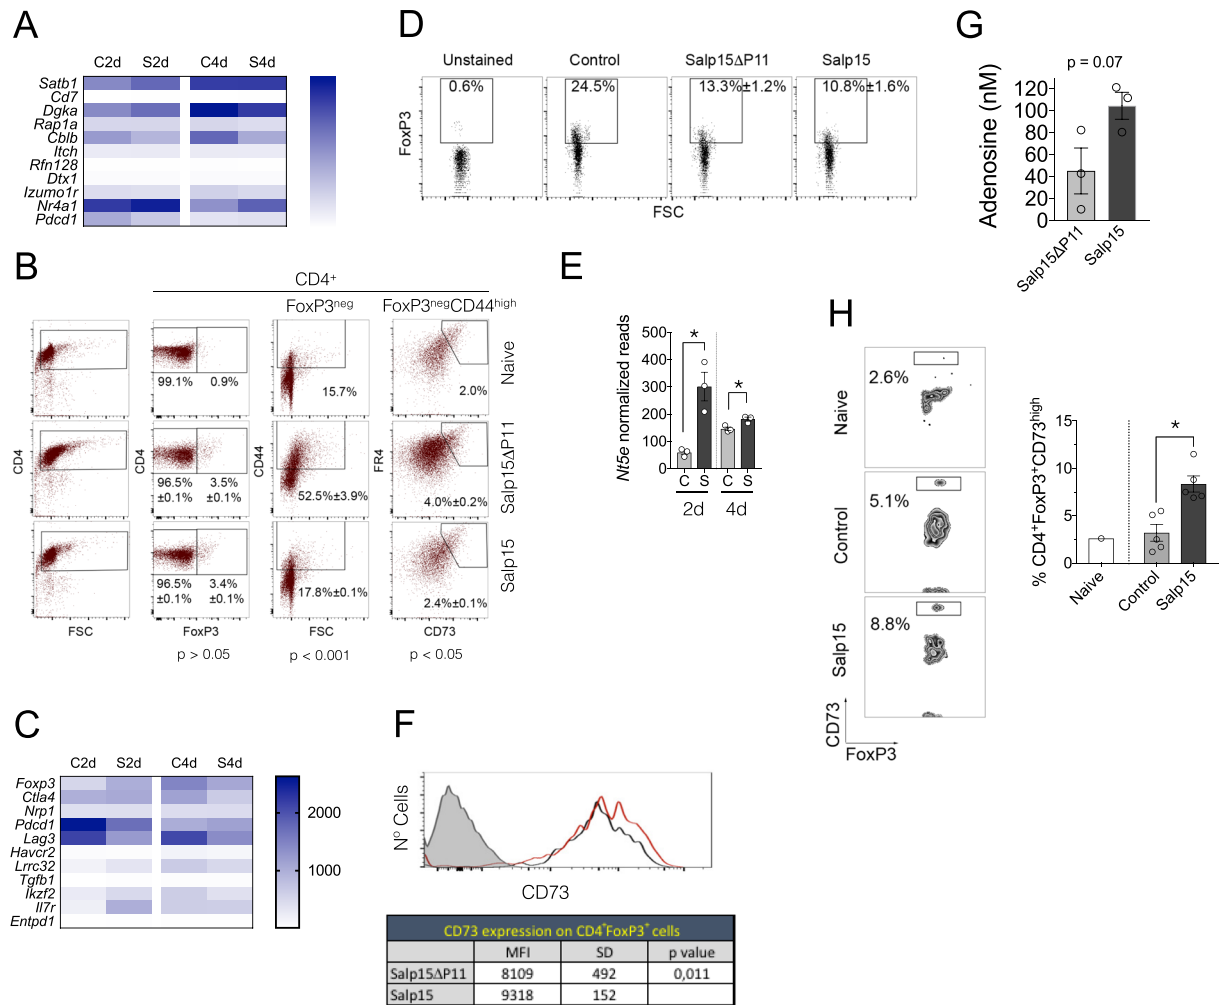 A
C2d S2d C4d S4d
Satb1
Cd7
Dgka
Rap1a
Cblb
Itch
Rfn128
Dtx1
Izumo1r
Nr4a1
Pdcd1
B
CD4⁺
FoxP3ⁿᵉᵍ FoxP3ⁿᵉᵍCD44ʰⁱᵍʰ
99.1% 0.9% 15.7% 2.0%
Naive
CD4 CD44 FR4
96.5% ±0.1% 3.5% ±0.1% 52.5%±3.9% 4.0%±0.2%
Salp15ΔP11
96.5% ±0.1% 3.4% ±0.1% 17.8%±0.1% 2.4%±0.1%
Salp15
FSC FoxP3 FSC CD73
p > 0.05 p < 0.001 p < 0.05
C
C2d S2d C4d S4d
Foxp3
Ctla4
Nrp1
Pdcd1
Lag3
Havcr2
Lrrc32
Tgfb1
Ikzf2
Il7r
Entpd1
2000
1000
D
Unstained Control Salp15ΔP11 Salp15
0.6% 24.5% 13.3%±1.2% 10.8%±1.6%
FoxP3
FSC
E
Nt5e normalized reads
500
400
300
200
100
0
* *
C S C S
2d 4d
F
Nº Cells
CD73
CD73 expression on CD4⁺FoxP3⁺ cells
MFI SD p value
Salp15ΔP11 8109 492 0,011
Salp15 9318 152
G
p = 0.07
Adenosine (nM)
120
100
80
60
40
20
0
Salp15ΔP11 Salp15
H
Naive
2.6%
Control
5.1%
Salp15
8.8%
CD73
FoxP3
% CD4⁺FoxP3⁺CD73ʰⁱᵍʰ
15
10
5
0
*
Naive Control Salp15